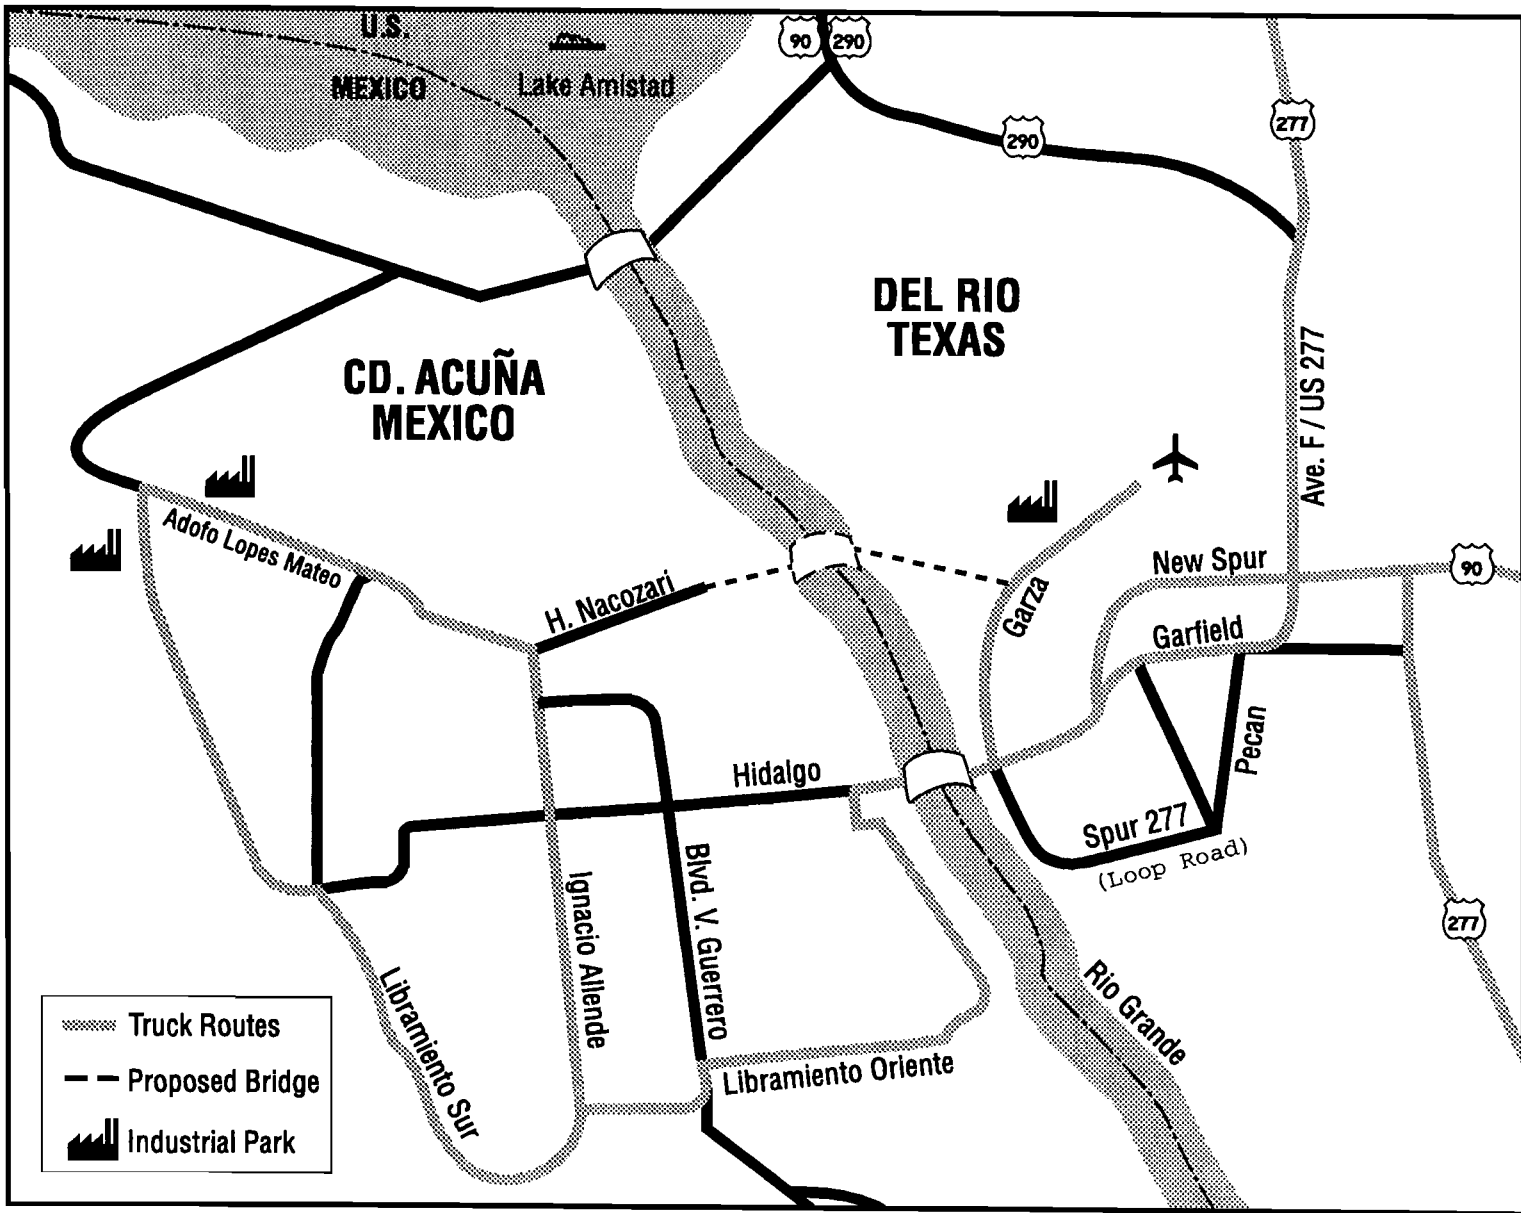 U.S.
MEXICO
Lake Amistad
90
290
290
277
DEL RIO
TEXAS
CD. ACUÑA
MEXICO
Ave. F / US 277
Adofo Lopes Mateo
H. Nacozari
Garza
New Spur
90
Garfield
Hidalgo
Pecan
Spur 277
(Loop Road)
Blvd. V. Guerrero
Ignacio Allende
277
Libramiento Sur
Rio Grande
Libramiento Oriente
Truck Routes
Proposed Bridge
Industrial Park